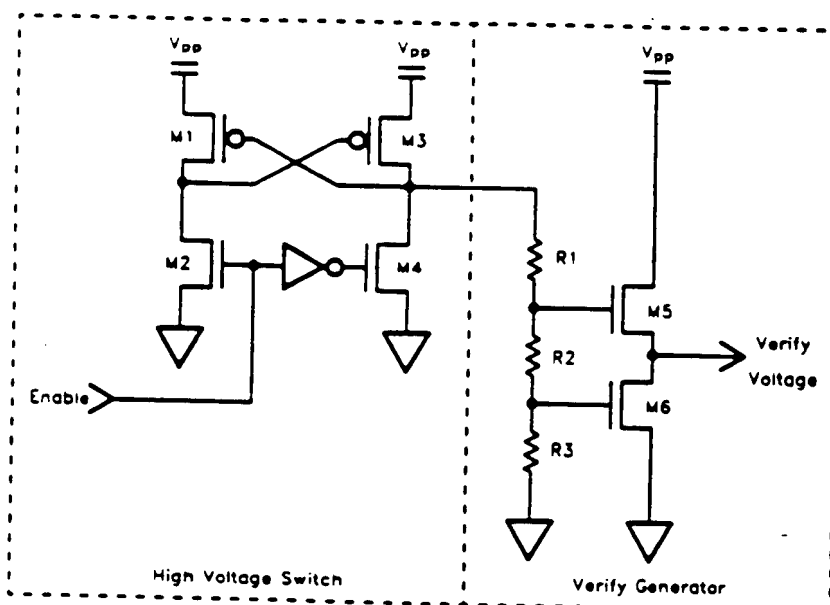 Vpp
Vpp
Vpp
M1
M3
M2
M4
R1
M5
R2
Verify
Voltage
Enable
M6
R3
High Voltage Switch
Verify Generator